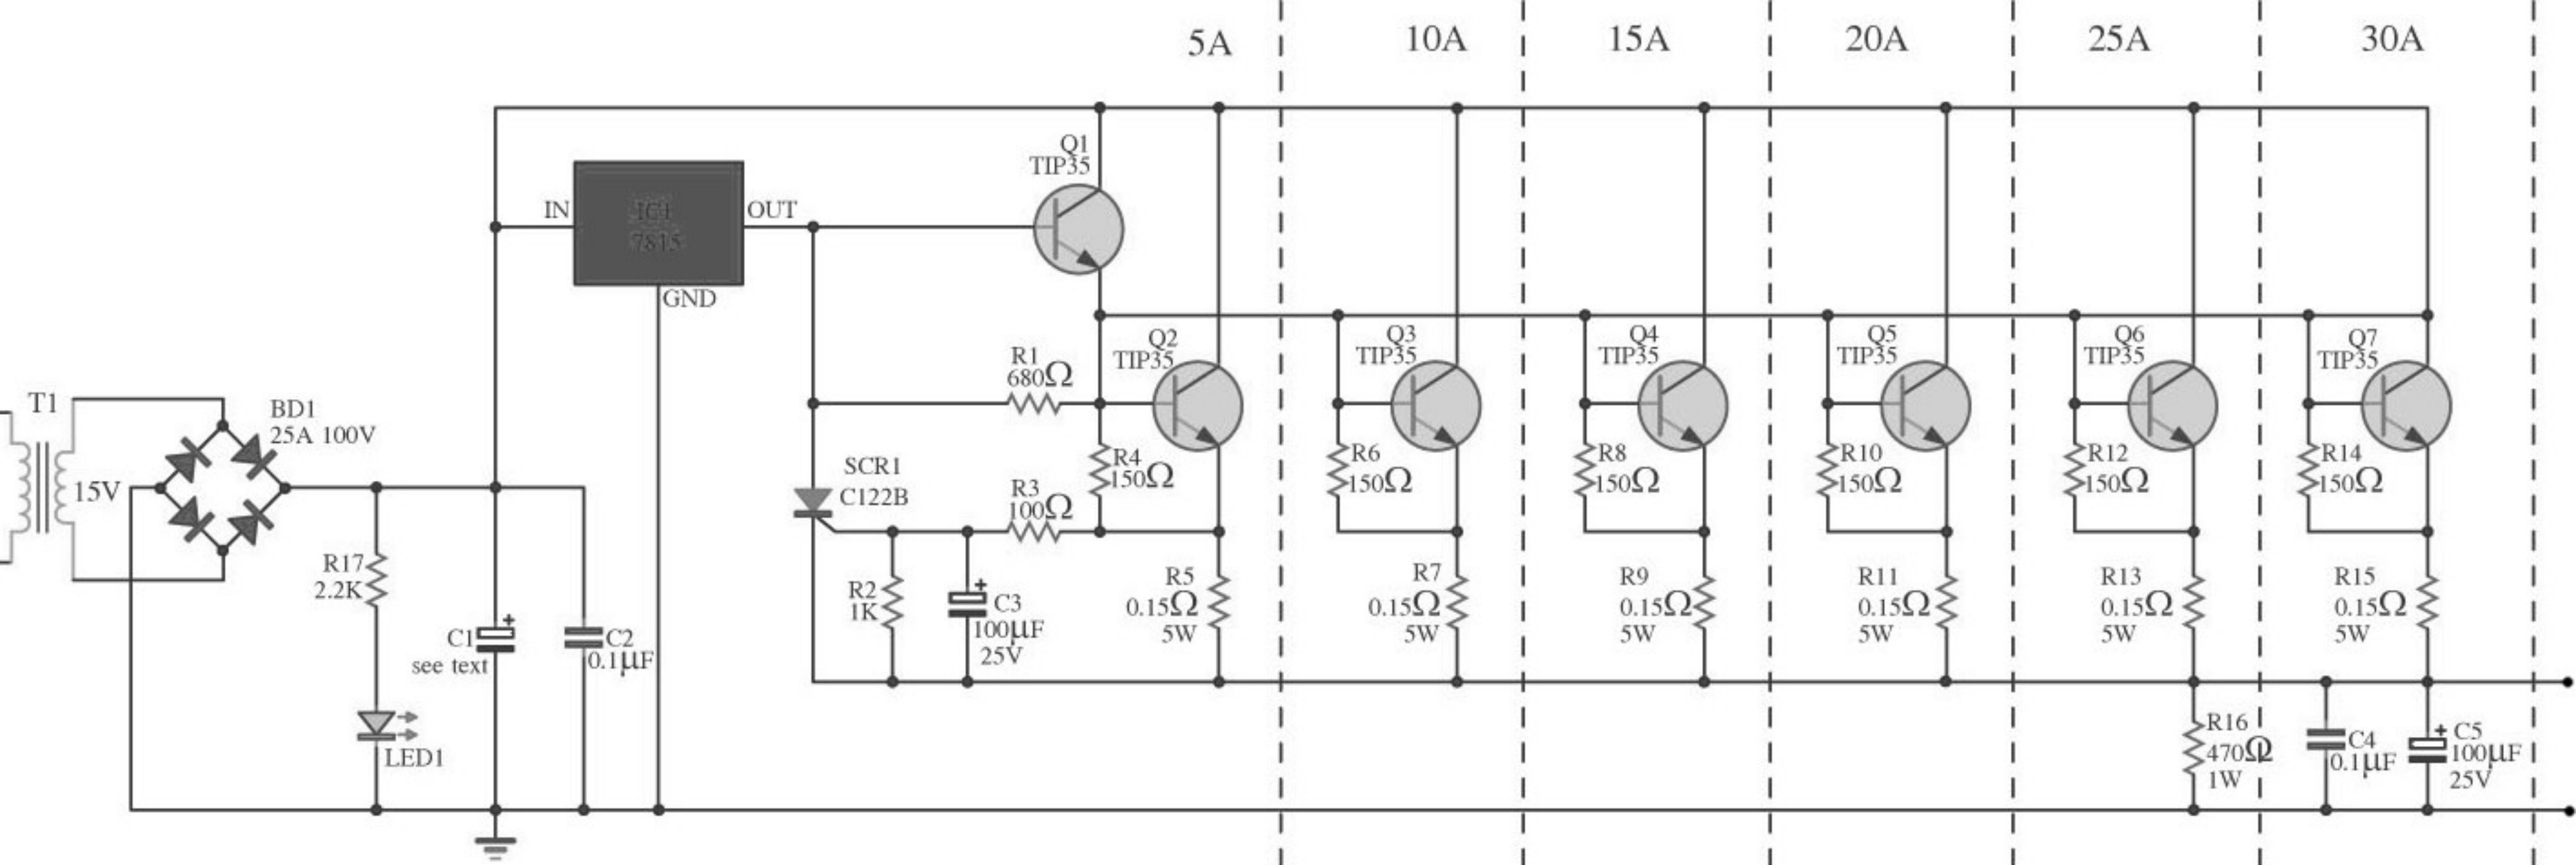 5A
10A
15A
20A
25A
30A
Q1
TIP35
IN
IC1
7815
OUT
GND
T1
15V
BD1
25A 100V
R17
2.2K
LED1
C1
see text
+
C2
0.1µF
SCR1
C122B
R1
680Ω
R3
100Ω
R2
1K
+
C3
100µF
25V
R4
150Ω
Q2
TIP35
R5
0.15Ω
5W
Q3
TIP35
R6
150Ω
R7
0.15Ω
5W
Q4
TIP35
R8
150Ω
R9
0.15Ω
5W
Q5
TIP35
R10
150Ω
R11
0.15Ω
5W
Q6
TIP35
R12
150Ω
R13
0.15Ω
5W
Q7
TIP35
R14
150Ω
R15
0.15Ω
5W
R16
470Ω
1W
C4
0.1µF
+
C5
100µF
25V